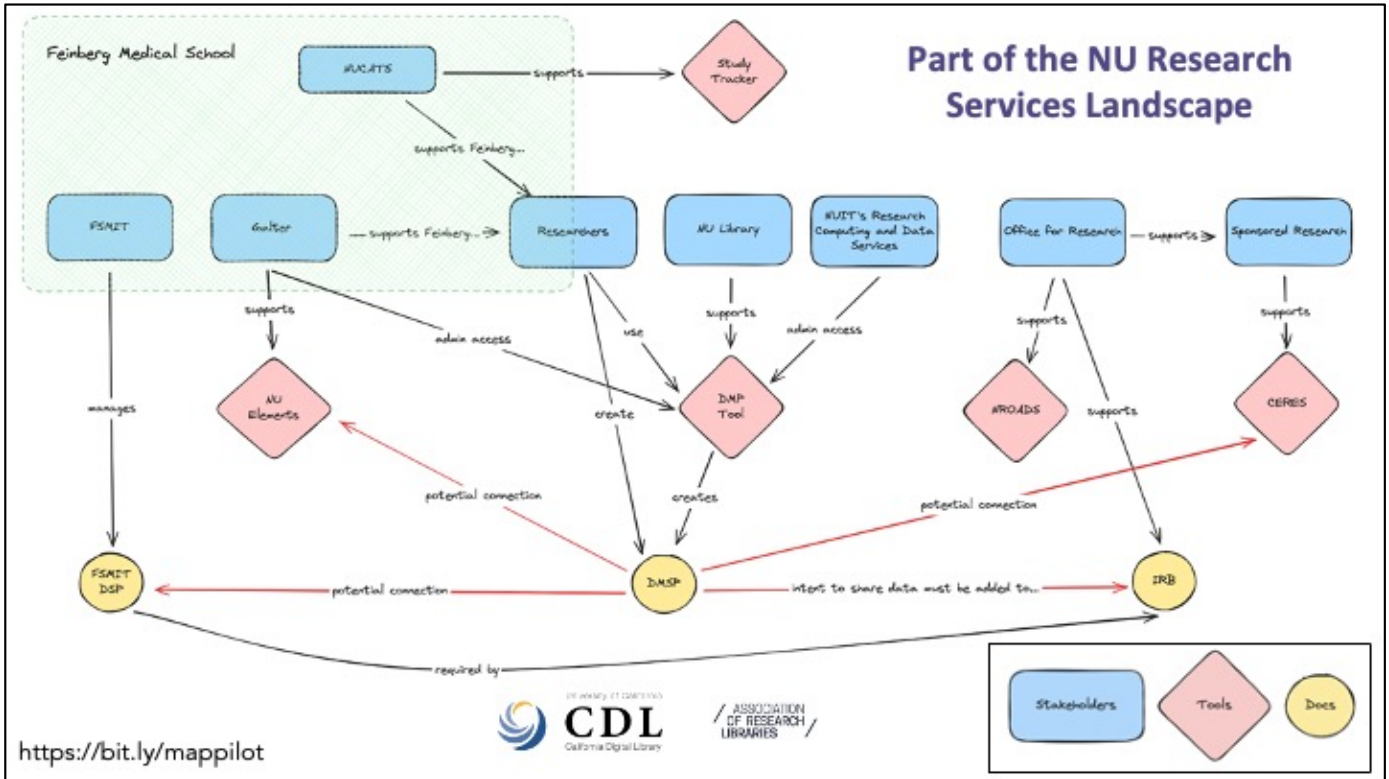 Feinberg Medical School
Part of the NU Research
Services Landscape
NUCATS
supports
Study
Tracker
supports Feinberg...
FSMIT
Galter
supports Feinberg...
Researchers
NU Library
NUIT's Research
Computing and Data
Services
Office for Research
supports
Sponsored Research
supports
admin access
use
supports
admin access
supports
supports
manages
NU
Elements
create
DMP
Tool
NROADS
supports
CERES
potential connection
creates
potential connection
FSMIT
DSP
potential connection
DMSP
intent to share data must be added to...
IRB
required by
University of California
CDL
California Digital Library
ASSOCIATION
OF RESEARCH
LIBRARIES
Stakeholders
Tools
Docs
https://bit.ly/mappilot